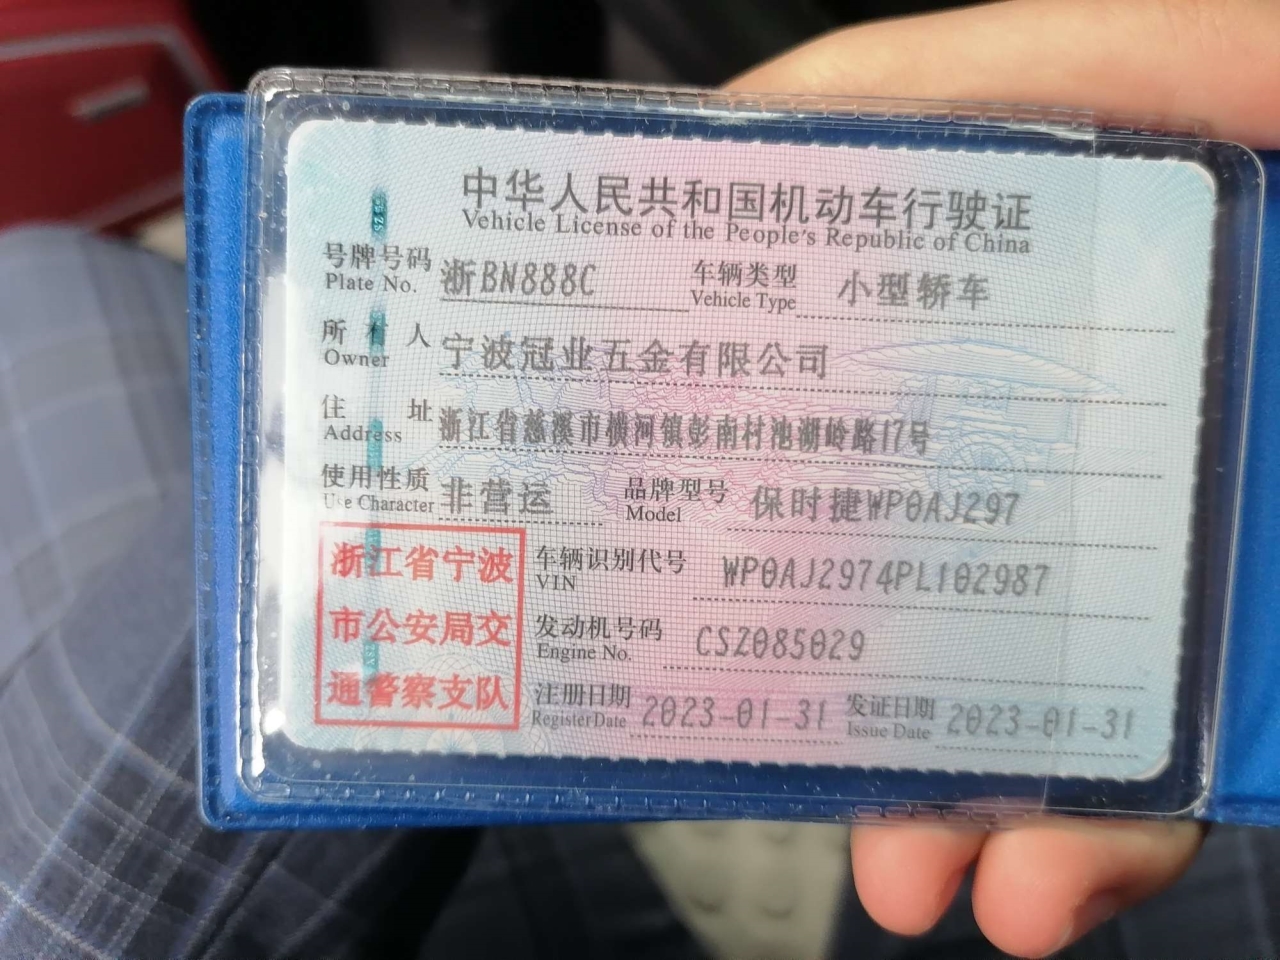 中华人民共和国机动车行驶证
Vehicle License of the People's Republic of China
号牌号码 浙BN888C 车辆类型 小型轿车
Plate No. Vehicle Type
所有人 宁波冠业五金有限公司
Owner
住址 浙江省慈溪市横河镇彭南村池湖岭路17号
Address
使用性质 非营运 品牌型号 保时捷WP0AJ297
Use Character Model
浙江省宁波
市公安局交
通警察支队
车辆识别代号 WP0AJ2974PL102987
VIN
发动机号码 CSZ085029
Engine No.
注册日期 2023-01-31 发证日期 2023-01-31
Register Date Issue Date